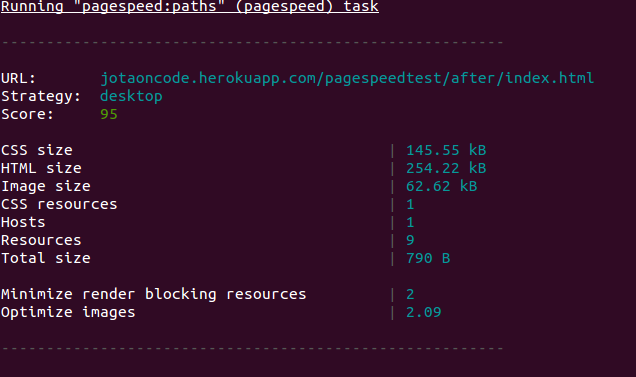 Running "pagespeed:paths" (pagespeed) task
--------------------------------------------------------
URL: jotaoncode.herokuapp.com/pagespeedtest/after/index.html
Strategy: desktop
Score: 95
CSS size | 145.55 kB
HTML size | 254.22 kB
Image size | 62.62 kB
CSS resources | 1
Hosts | 1
Resources | 9
Total size | 790 B
Minimize render blocking resources | 2
Optimize images | 2.09
--------------------------------------------------------